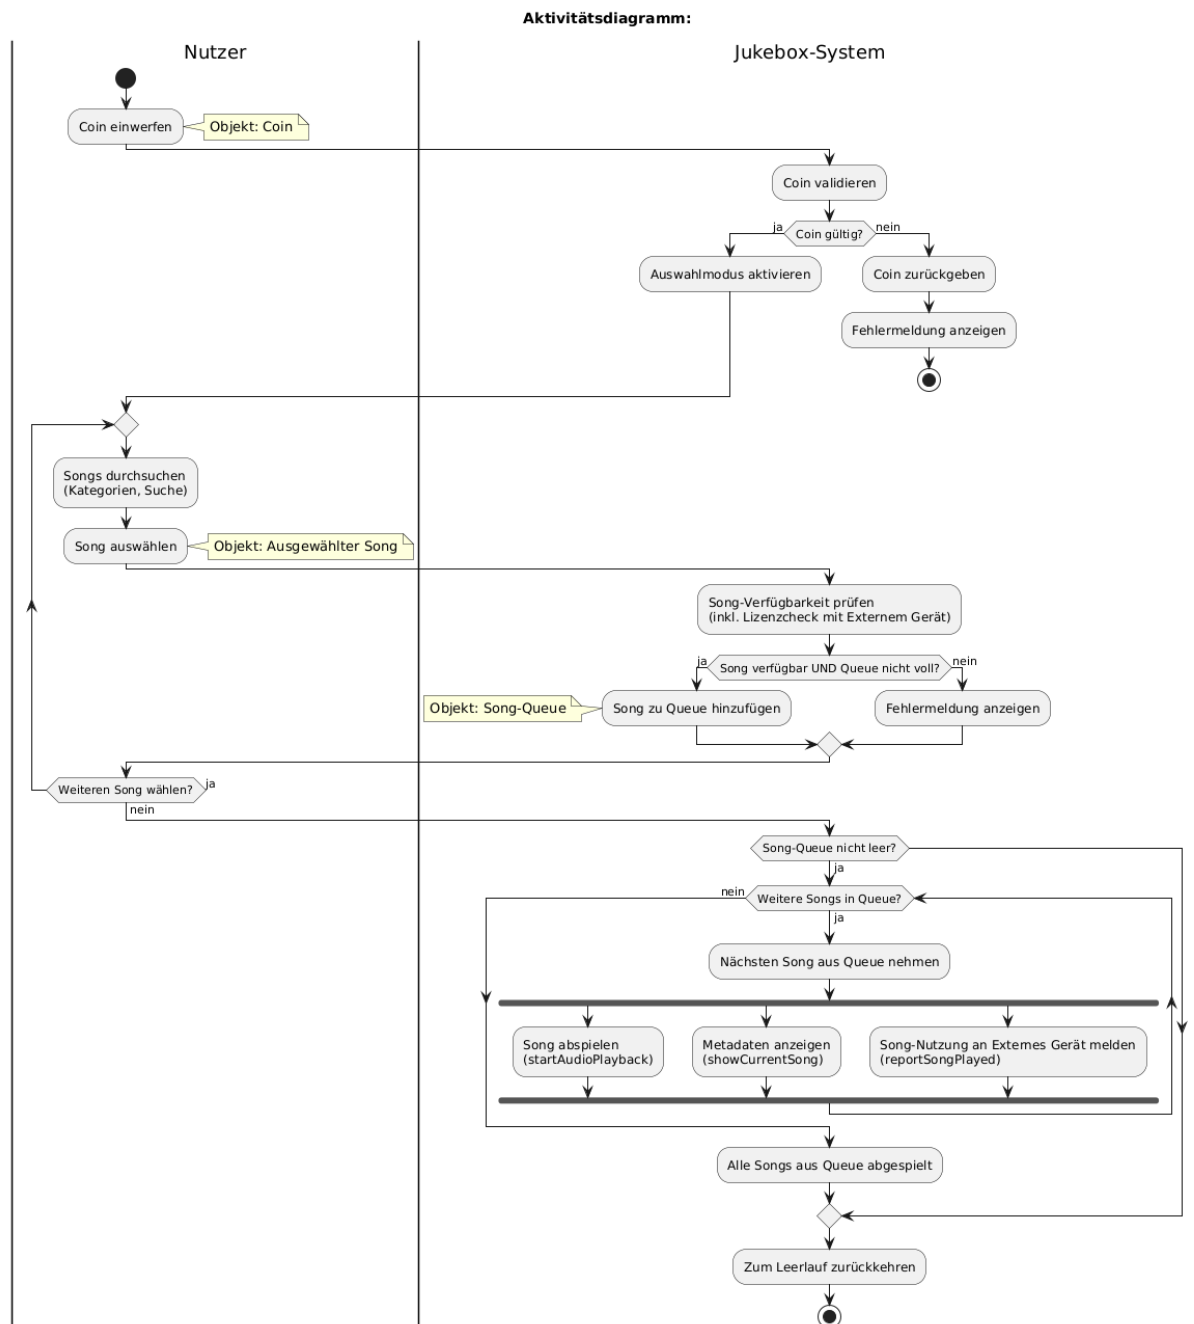 Aktivitätsdiagramm:
Nutzer
Jukebox-System
Coin einwerfen
Objekt: Coin
Coin validieren
ja
Coin gültig?
nein
Auswahlmodus aktivieren
Coin zurückgeben
Fehlermeldung anzeigen
Songs durchsuchen
(Kategorien, Suche)
Song auswählen
Objekt: Ausgewählter Song
Song-Verfügbarkeit prüfen
(inkl. Lizenzcheck mit Externem Gerät)
ja
Song verfügbar UND Queue nicht voll?
nein
Objekt: Song-Queue
Song zu Queue hinzufügen
Fehlermeldung anzeigen
Weiteren Song wählen?
ja
nein
Song-Queue nicht leer?
ja
nein
Weitere Songs in Queue?
ja
Nächsten Song aus Queue nehmen
Song abspielen
(startAudioPlayback)
Metadaten anzeigen
(showCurrentSong)
Song-Nutzung an Externes Gerät melden
(reportSongPlayed)
Alle Songs aus Queue abgespielt
Zum Leerlauf zurückkehren